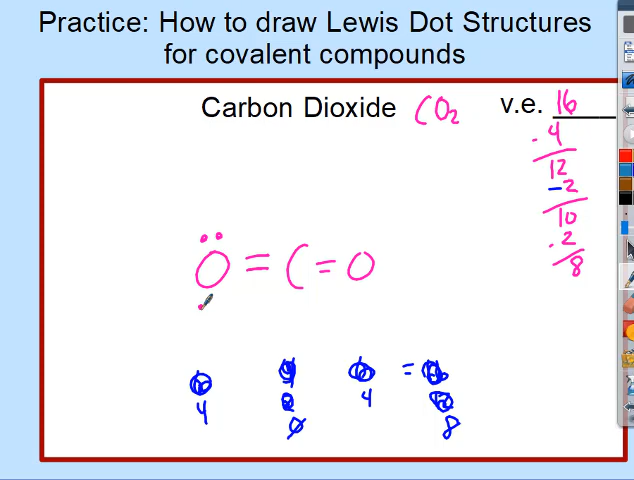 Practice: How to draw Lewis Dot Structures
for covalent compounds
Carbon Dioxide CO₂ v.e. 16
- 4
12
- 2
10
- 2
8
O = C = O
=
4 0 4 8